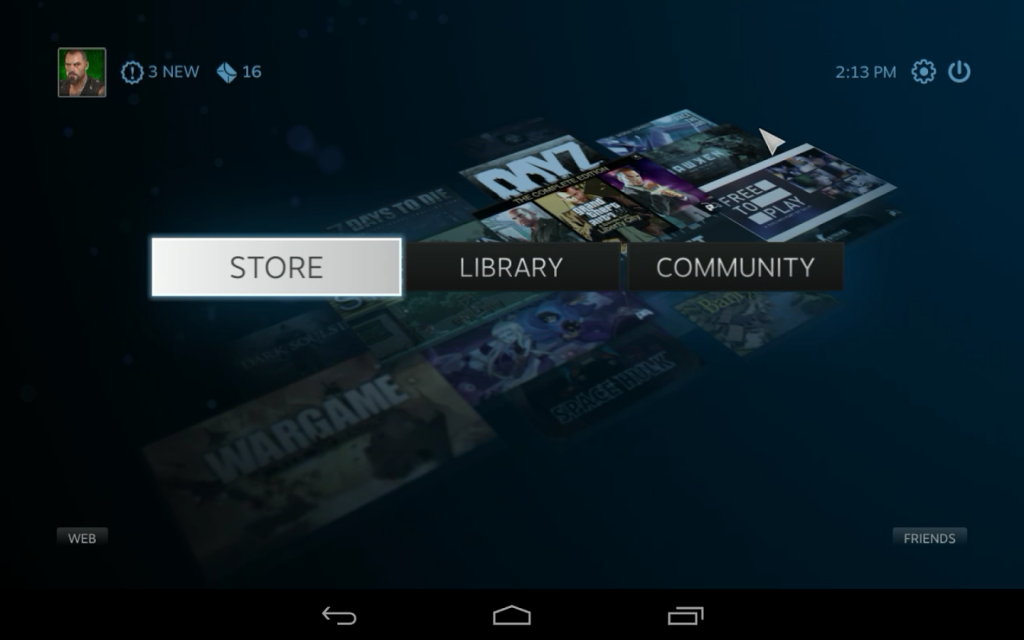 3 NEW
16
2:13 PM
DAYZ
THE COMPLETE EDITION
7 DAYS TO DIE
FREE
TO
PLAY
STORE
LIBRARY
COMMUNITY
WARGAME
SPACE HULK
WEB
FRIENDS